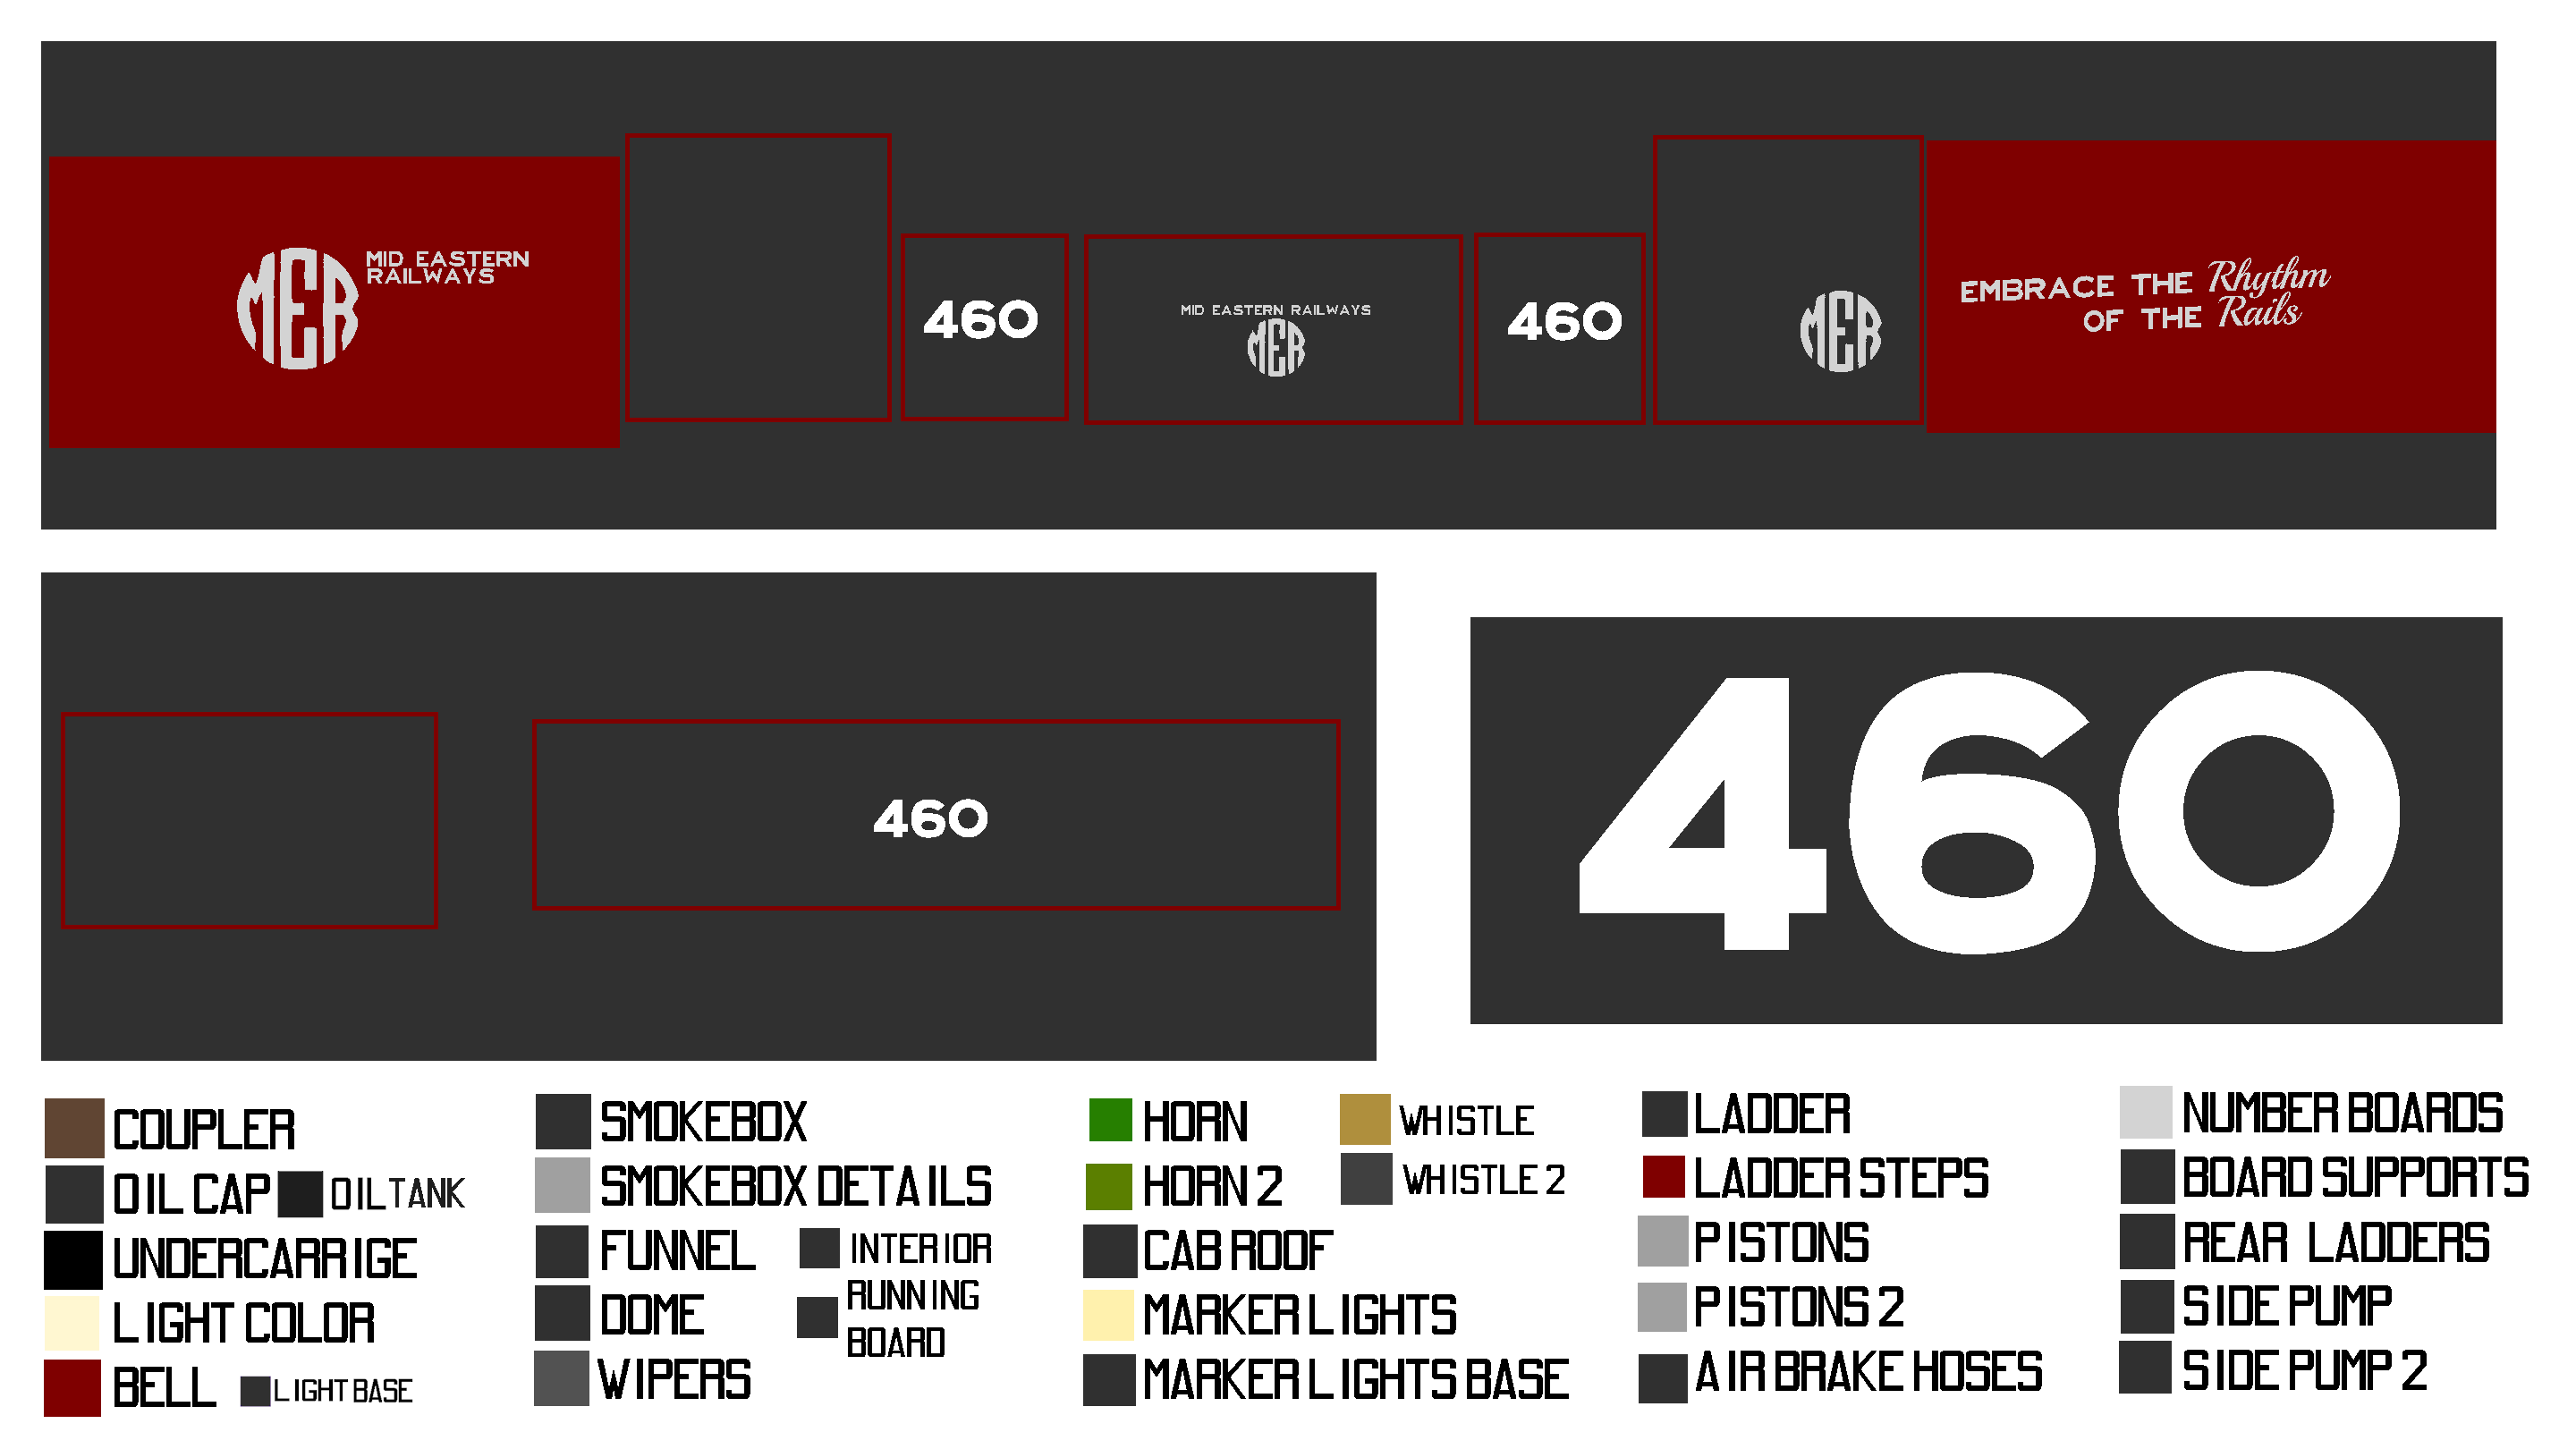 MER
MID EASTERN
RAILWAYS
460
MID EASTERN RAILWAYS
MER
460
MER
EMBRACE THE Rhythm
OF THE Rails
460
460
COUPLER
OIL CAP
OIL TANK
UNDERCARRIGE
LIGHT COLOR
BELL
LIGHT BASE
SMOKEBOX
SMOKEBOX DETAILS
FUNNEL
INTERIOR
DOME
RUNNING
BOARD
WIPERS
HORN
WHISTLE
HORN 2
WHISTLE 2
CAB ROOF
MARKER LIGHTS
MARKER LIGHTS BASE
LADDER
LADDER STEPS
PISTONS
PISTONS 2
AIR BRAKE HOSES
NUMBER BOARDS
BOARD SUPPORTS
REAR LADDERS
SIDE PUMP
SIDE PUMP 2